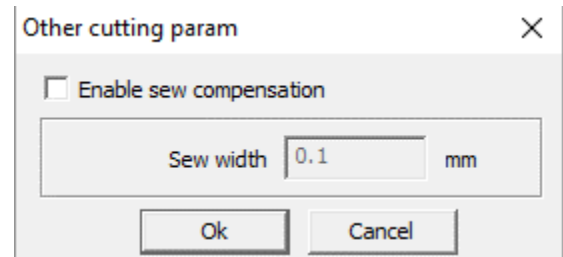 Other cutting param
Enable sew compensation
Sew width 0.1 mm
Ok Cancel